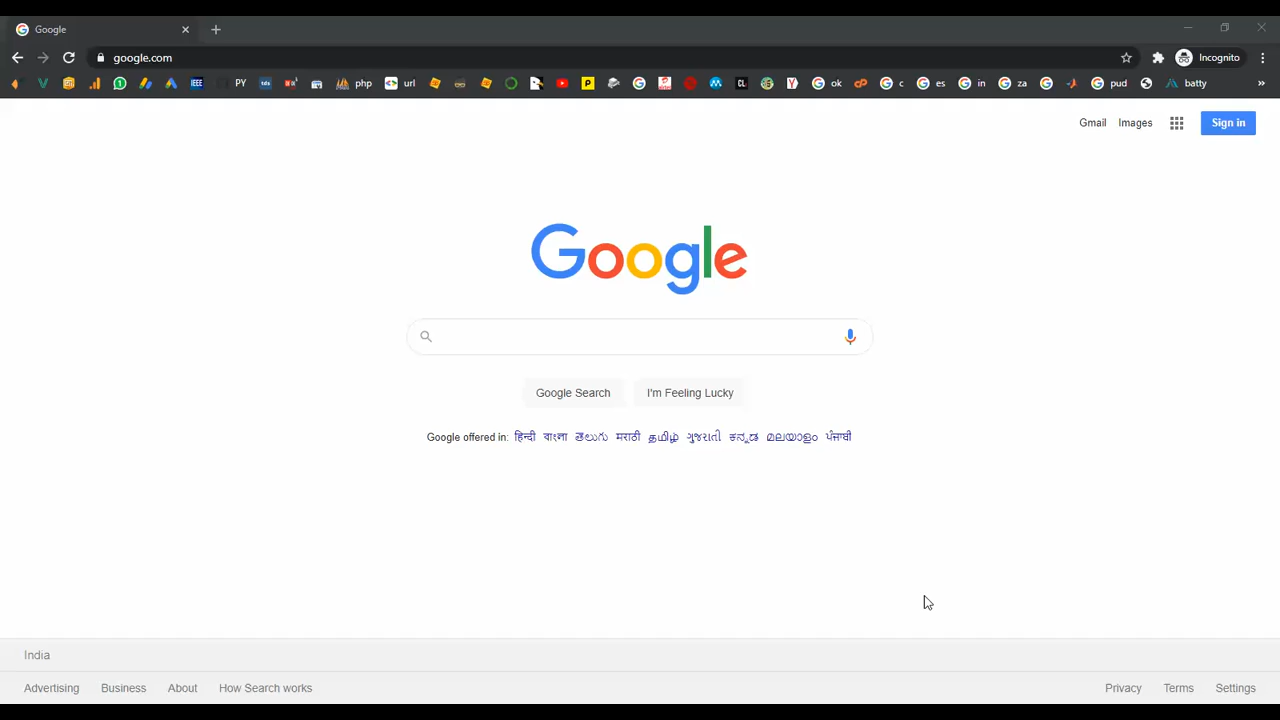 Google
google.com
Incognito
PY php url ok c es in za pud batty
Gmail Images Sign in
Google
Google Search I'm Feeling Lucky
Google offered in: हिन्दी বাংলা తెలుగు मराठी தமிழ் ગુજરાતી ಕನ್ನಡ മലയാളം ਪੰਜਾਬੀ
India
Advertising Business About How Search works
Privacy Terms Settings